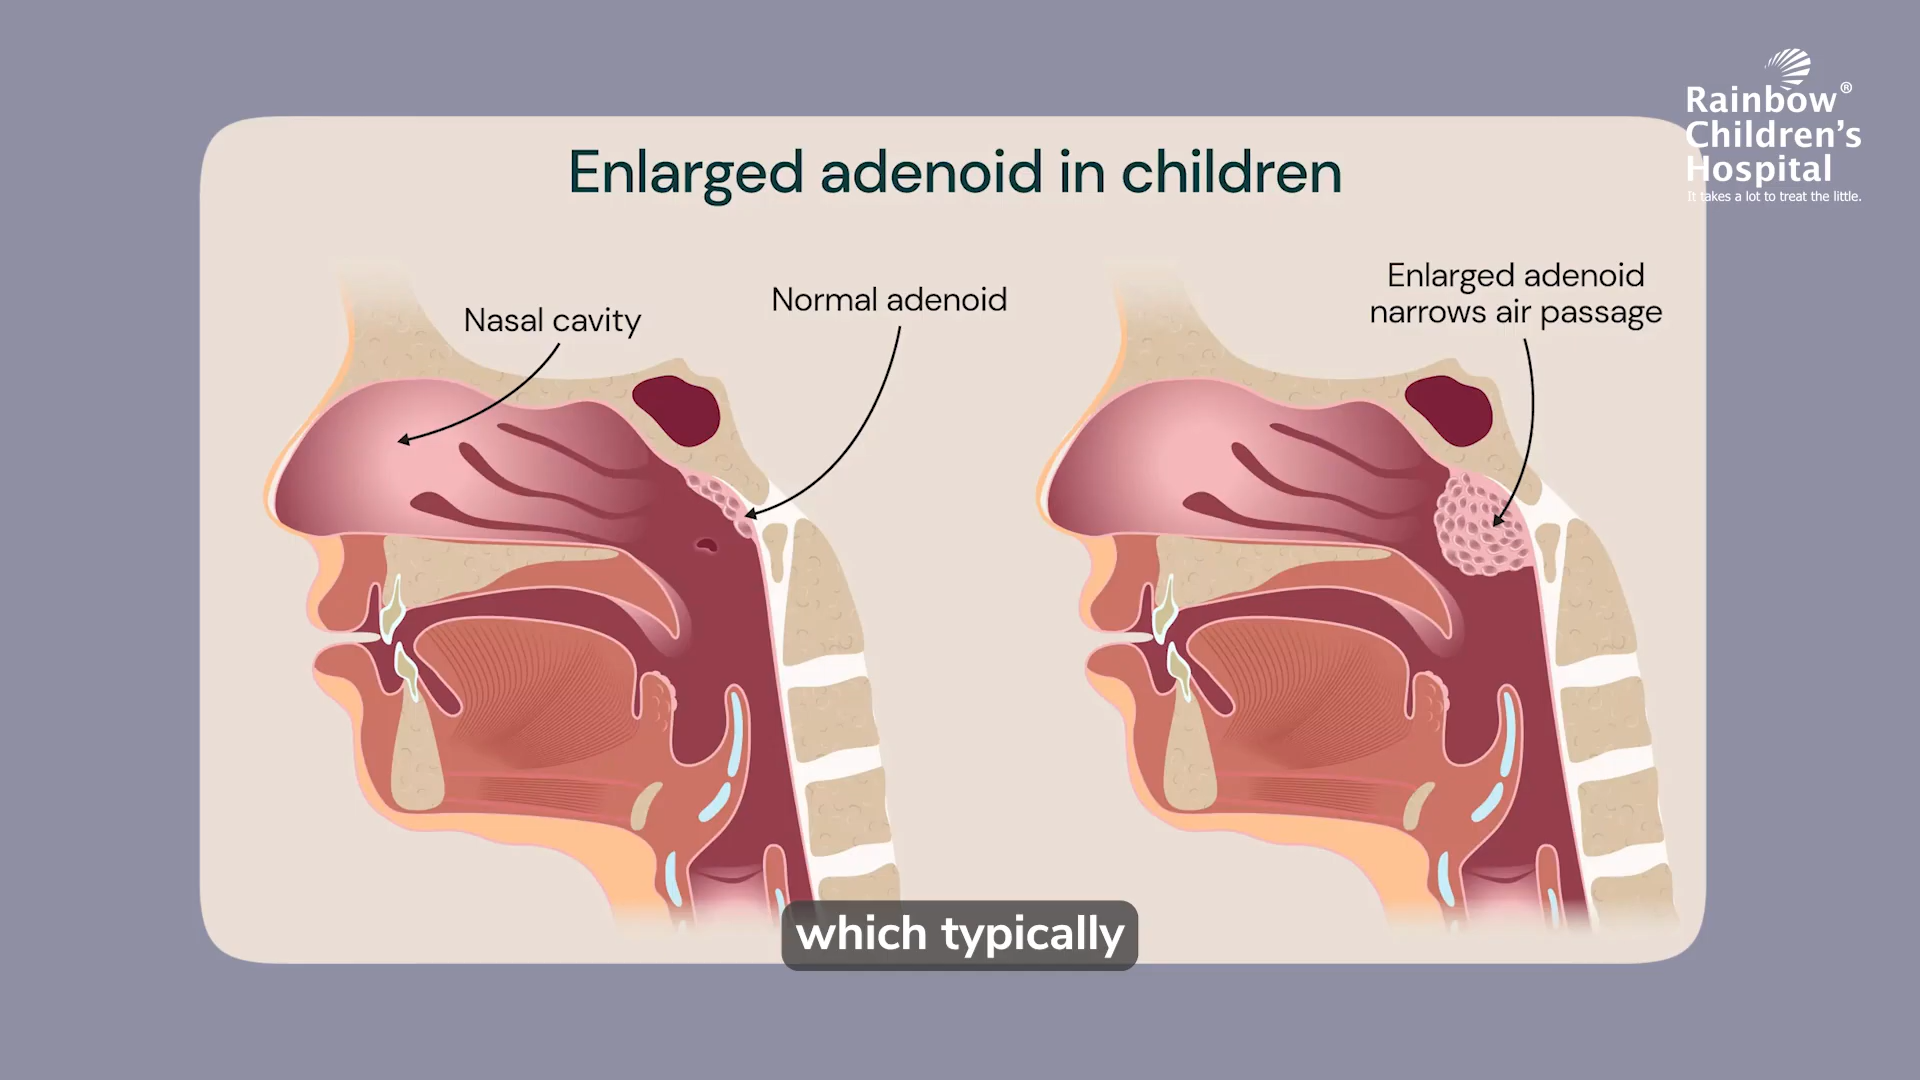 Rainbow®
Children's
Hospital
It takes a lot to treat the little.
Enlarged adenoid in children
Nasal cavity
Normal adenoid
Enlarged adenoid
narrows air passage
which typically